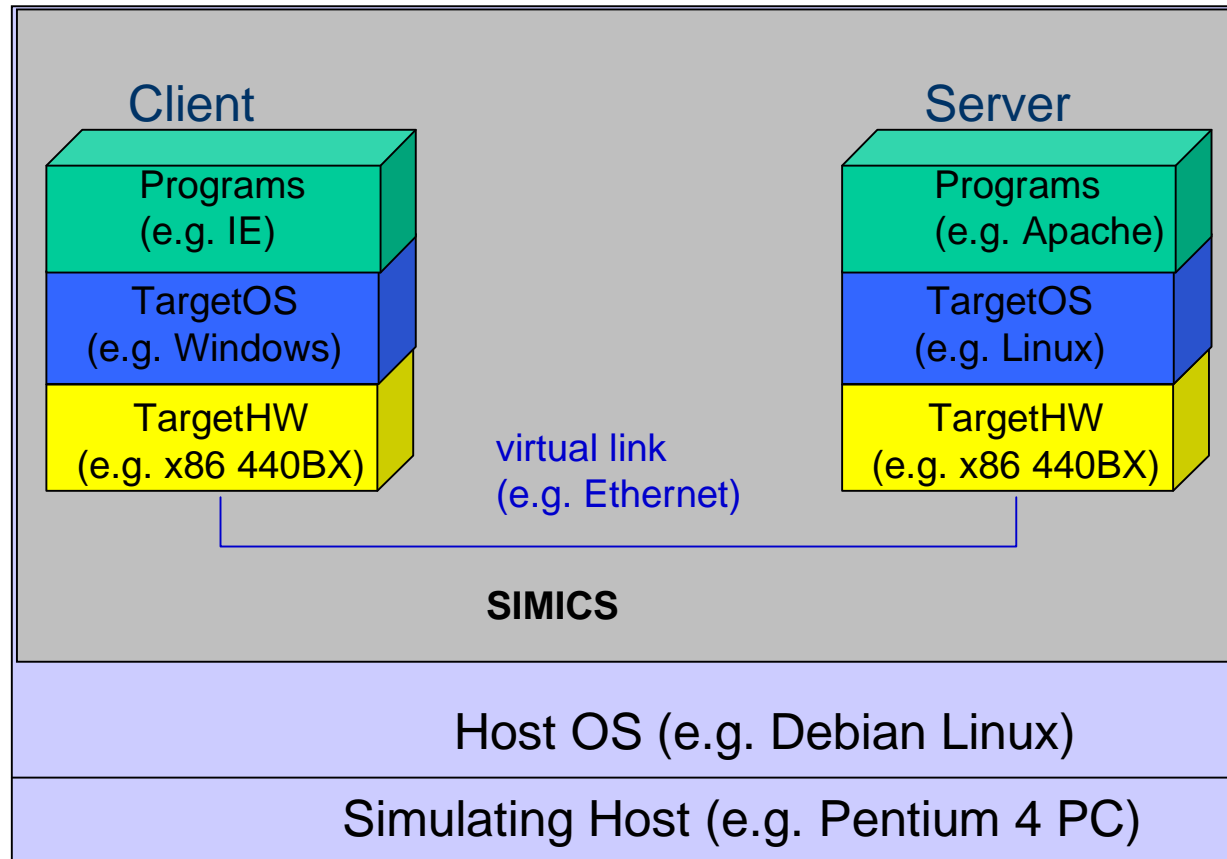 Client
Server
Programs
(e.g. IE)
TargetOS
(e.g. Windows)
TargetHW
(e.g. x86 440BX)
Programs
(e.g. Apache)
TargetOS
(e.g. Linux)
TargetHW
(e.g. x86 440BX)
virtual link
(e.g. Ethernet)
SIMICS
Host OS (e.g. Debian Linux)
Simulating Host (e.g. Pentium 4 PC)